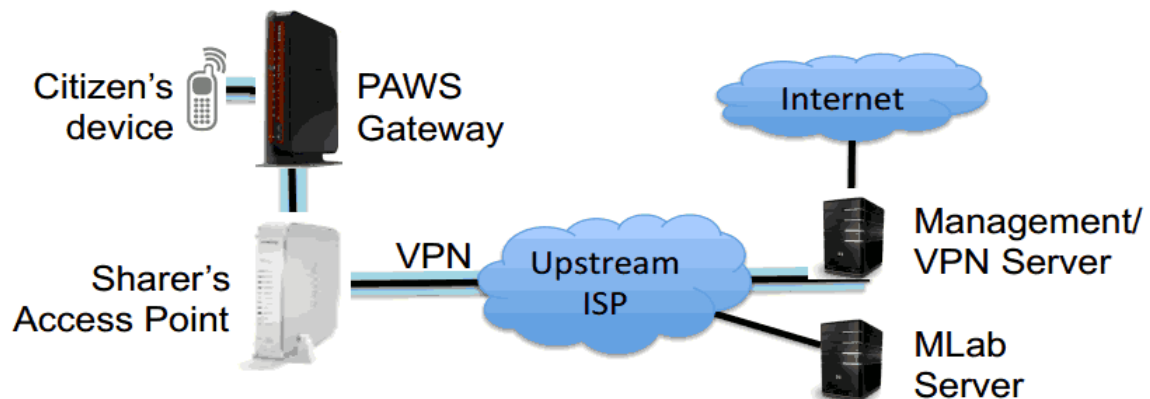 Citizen's
device
PAWS
Gateway
Internet
Sharer's
Access Point
VPN
Upstream
ISP
Management/
VPN Server
MLab
Server